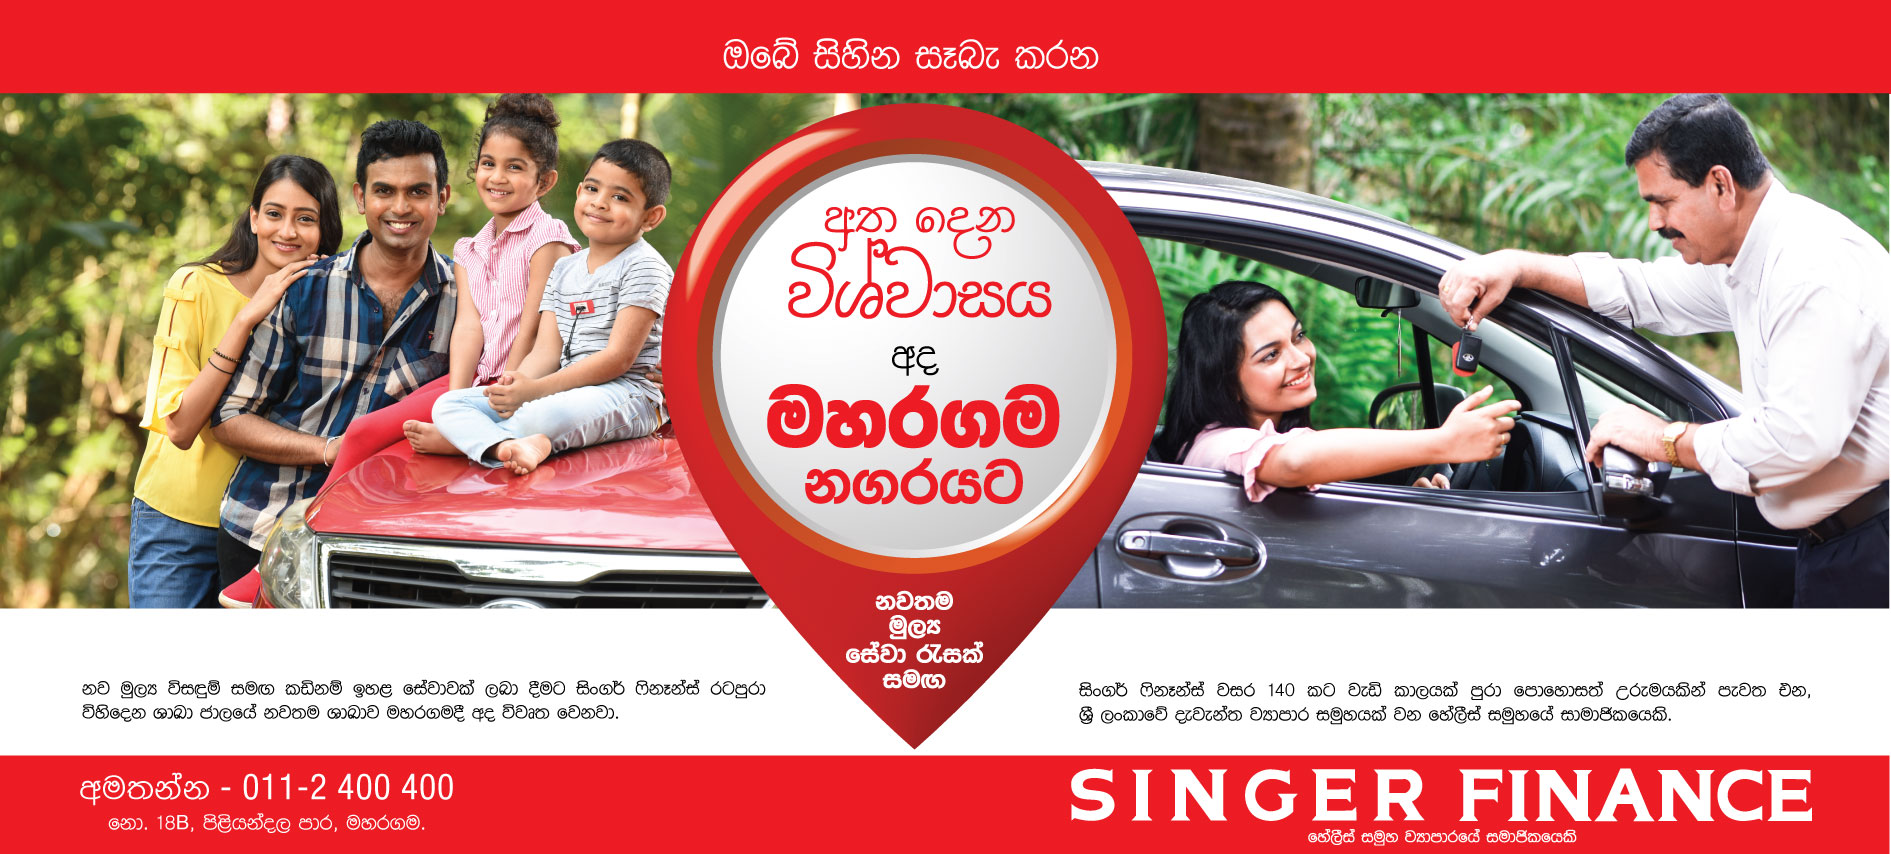 ඔබේ සිහින සෑබැ කරන
අත දෙන
විශ්වාසය
අද
මහරගම
නගරයට
නවතම
මුල්‍ය
සේවා රැසක්
සමඟ
නව මුල්‍ය විසඳුම් සමඟ කඩිනම් ඉහළ සේවාවක් ලබා දීමට සිංගර් ෆිනෑන්ස් රටපුරා
විහිදෙන ශාඛා ජාලයේ නවතම ශාඛාව මහරගමදී අද විවෘත වෙනවා.
සිංගර් ෆිනෑන්ස් වසර 140 කට වැඩි කාලයක් පුරා පොහොසත් උරුමයකින් පැවත එන,
ශ්‍රී ලංකාවේ දැවැන්ත ව්‍යාපාර සමුහයක් වන හේලීස් සමුහයේ සාමාජිකයෙකි.
අමතන්න - 011-2 400 400
නො. 18B, පිළියන්දල පාර, මහරගම.
SINGER FINANCE
හේලීස් සමුහ ව්‍යාපාරයේ සමාජිකයෙකි